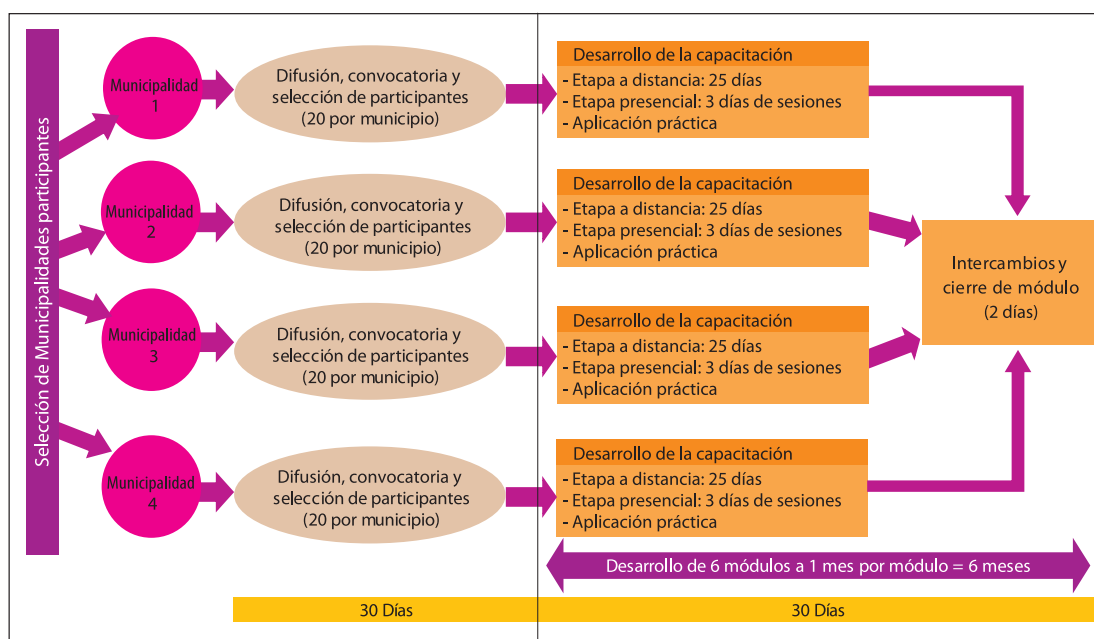 Selección de Municipalidades participantes
Municipalidad
1
Difusión, convocatoria y
selección de participantes
(20 por municipio)
Desarrollo de la capacitación
- Etapa a distancia: 25 días
- Etapa presencial: 3 días de sesiones
- Aplicación práctica
Municipalidad
2
Difusión, convocatoria y
selección de participantes
(20 por municipio)
Desarrollo de la capacitación
- Etapa a distancia: 25 días
- Etapa presencial: 3 días de sesiones
- Aplicación práctica
Municipalidad
3
Difusión, convocatoria y
selección de participantes
(20 por municipio)
Desarrollo de la capacitación
- Etapa a distancia: 25 días
- Etapa presencial: 3 días de sesiones
- Aplicación práctica
Municipalidad
4
Difusión, convocatoria y
selección de participantes
(20 por municipio)
Desarrollo de la capacitación
- Etapa a distancia: 25 días
- Etapa presencial: 3 días de sesiones
- Aplicación práctica
Intercambios y
cierre de módulo
(2 días)
Desarrollo de 6 módulos a 1 mes por módulo = 6 meses
30 Días
30 Días